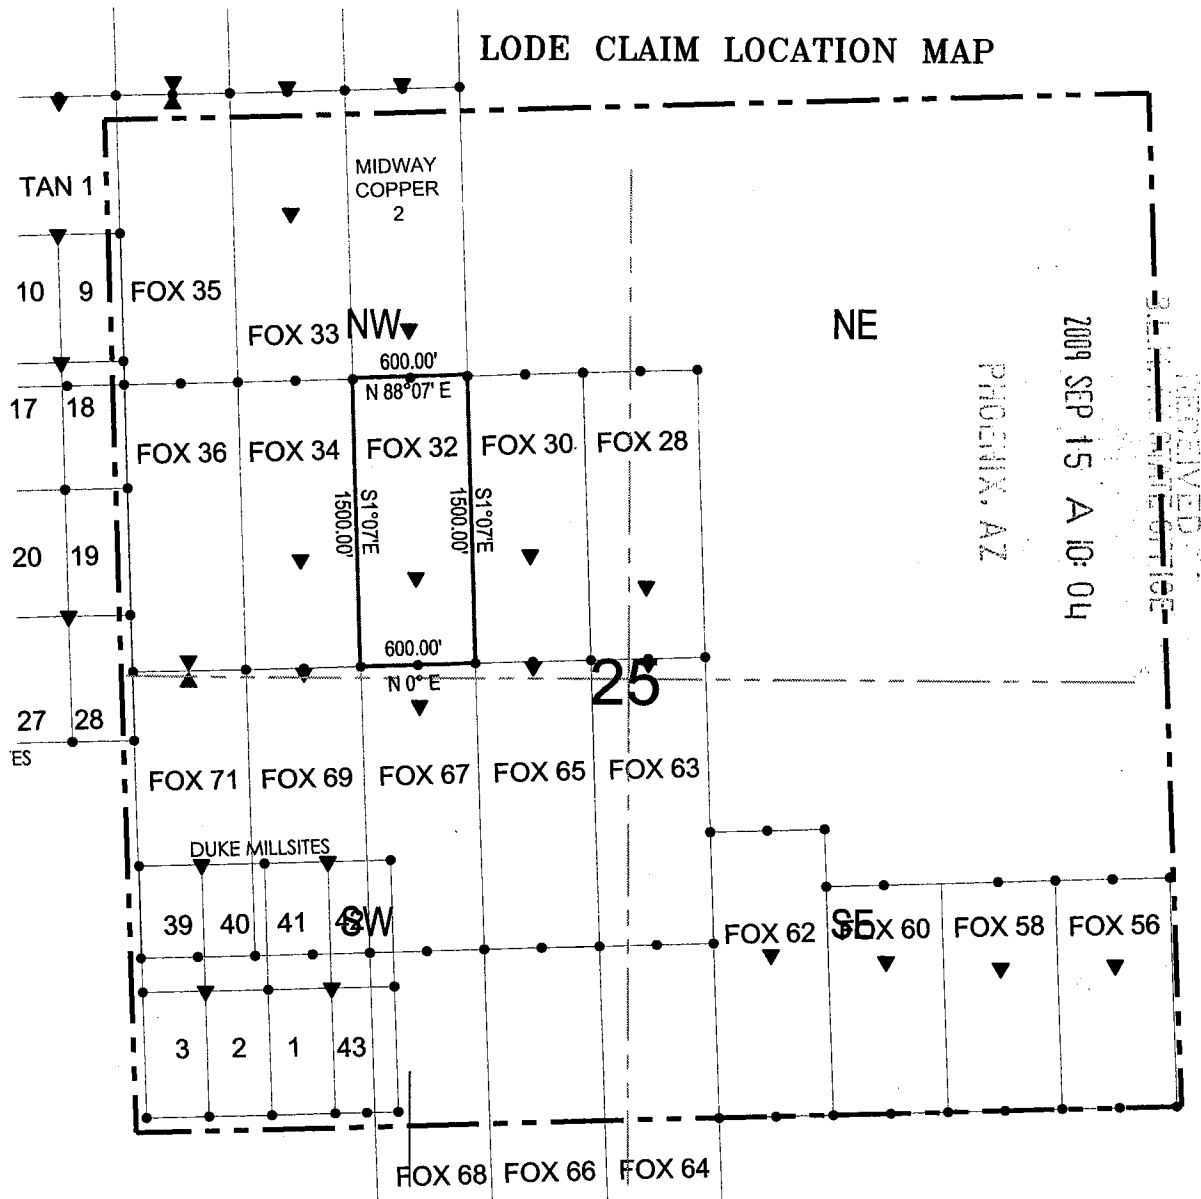 LODE CLAIM LOCATION MAP
MIDWAY
COPPER
2
TAN 1
10
9
FOX 35
FOX 33
NW
NE
600.00'
N 88°07' E
17
18
FOX 36
FOX 34
FOX 32
FOX 30
FOX 28
S1°07'E
1500.00'
S1°07'E
1500.00'
20
19
600.00'
N 0° E
25
27
28
ES
FOX 71
FOX 69
FOX 67
FOX 65
FOX 63
DUKE MILLSITES
39
40
41
42
SW
FOX 62
SE
FOX 60
FOX 58
FOX 56
3
2
1
43
FOX 68
FOX 66
FOX 64
RECEIVED
2009 SEP 15 A 10:04
PHOENIX, AZ